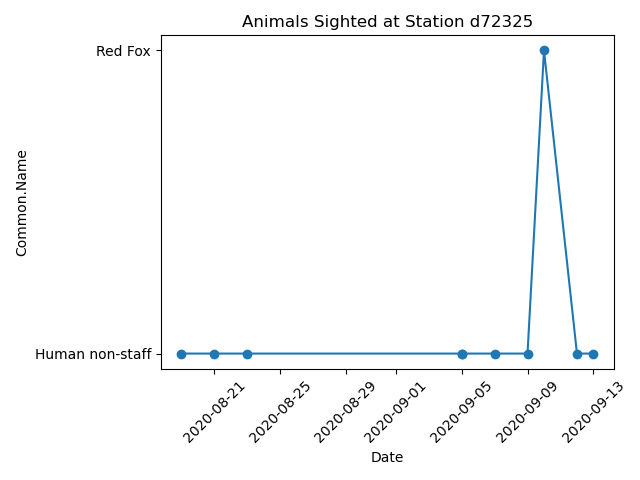 Animals Sighted at Station d72325
Red Fox
Common.Name
Human non-staff
2020-08-21
2020-08-25
2020-08-29
2020-09-01
2020-09-05
2020-09-09
2020-09-13
Date